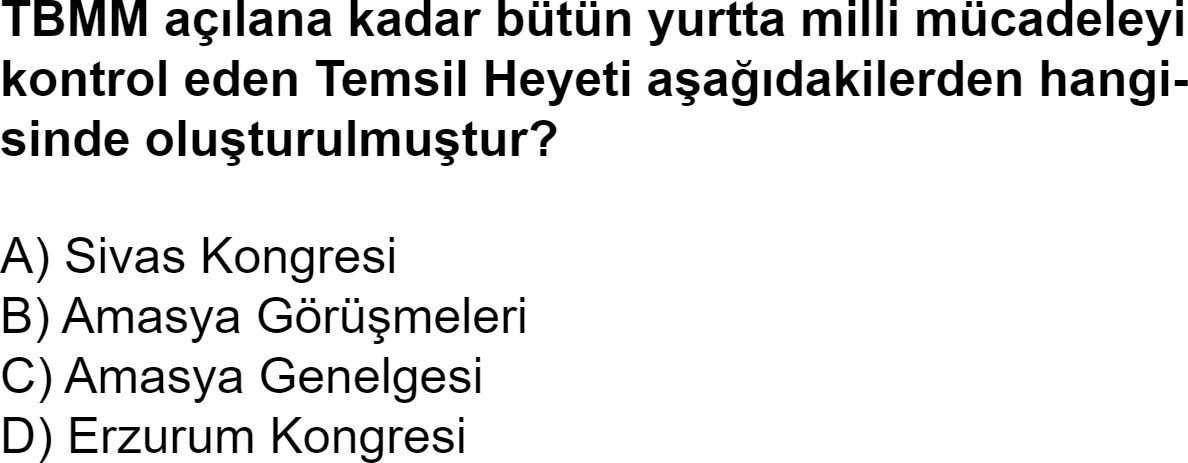 TBMM açılana kadar bütün yurtta milli mücadeleyi
kontrol eden Temsil Heyeti aşağıdakilerden hangi-
sinde oluşturulmuştur?
A) Sivas Kongresi
B) Amasya Görüşmeleri
C) Amasya Genelgesi
D) Erzurum Kongresi